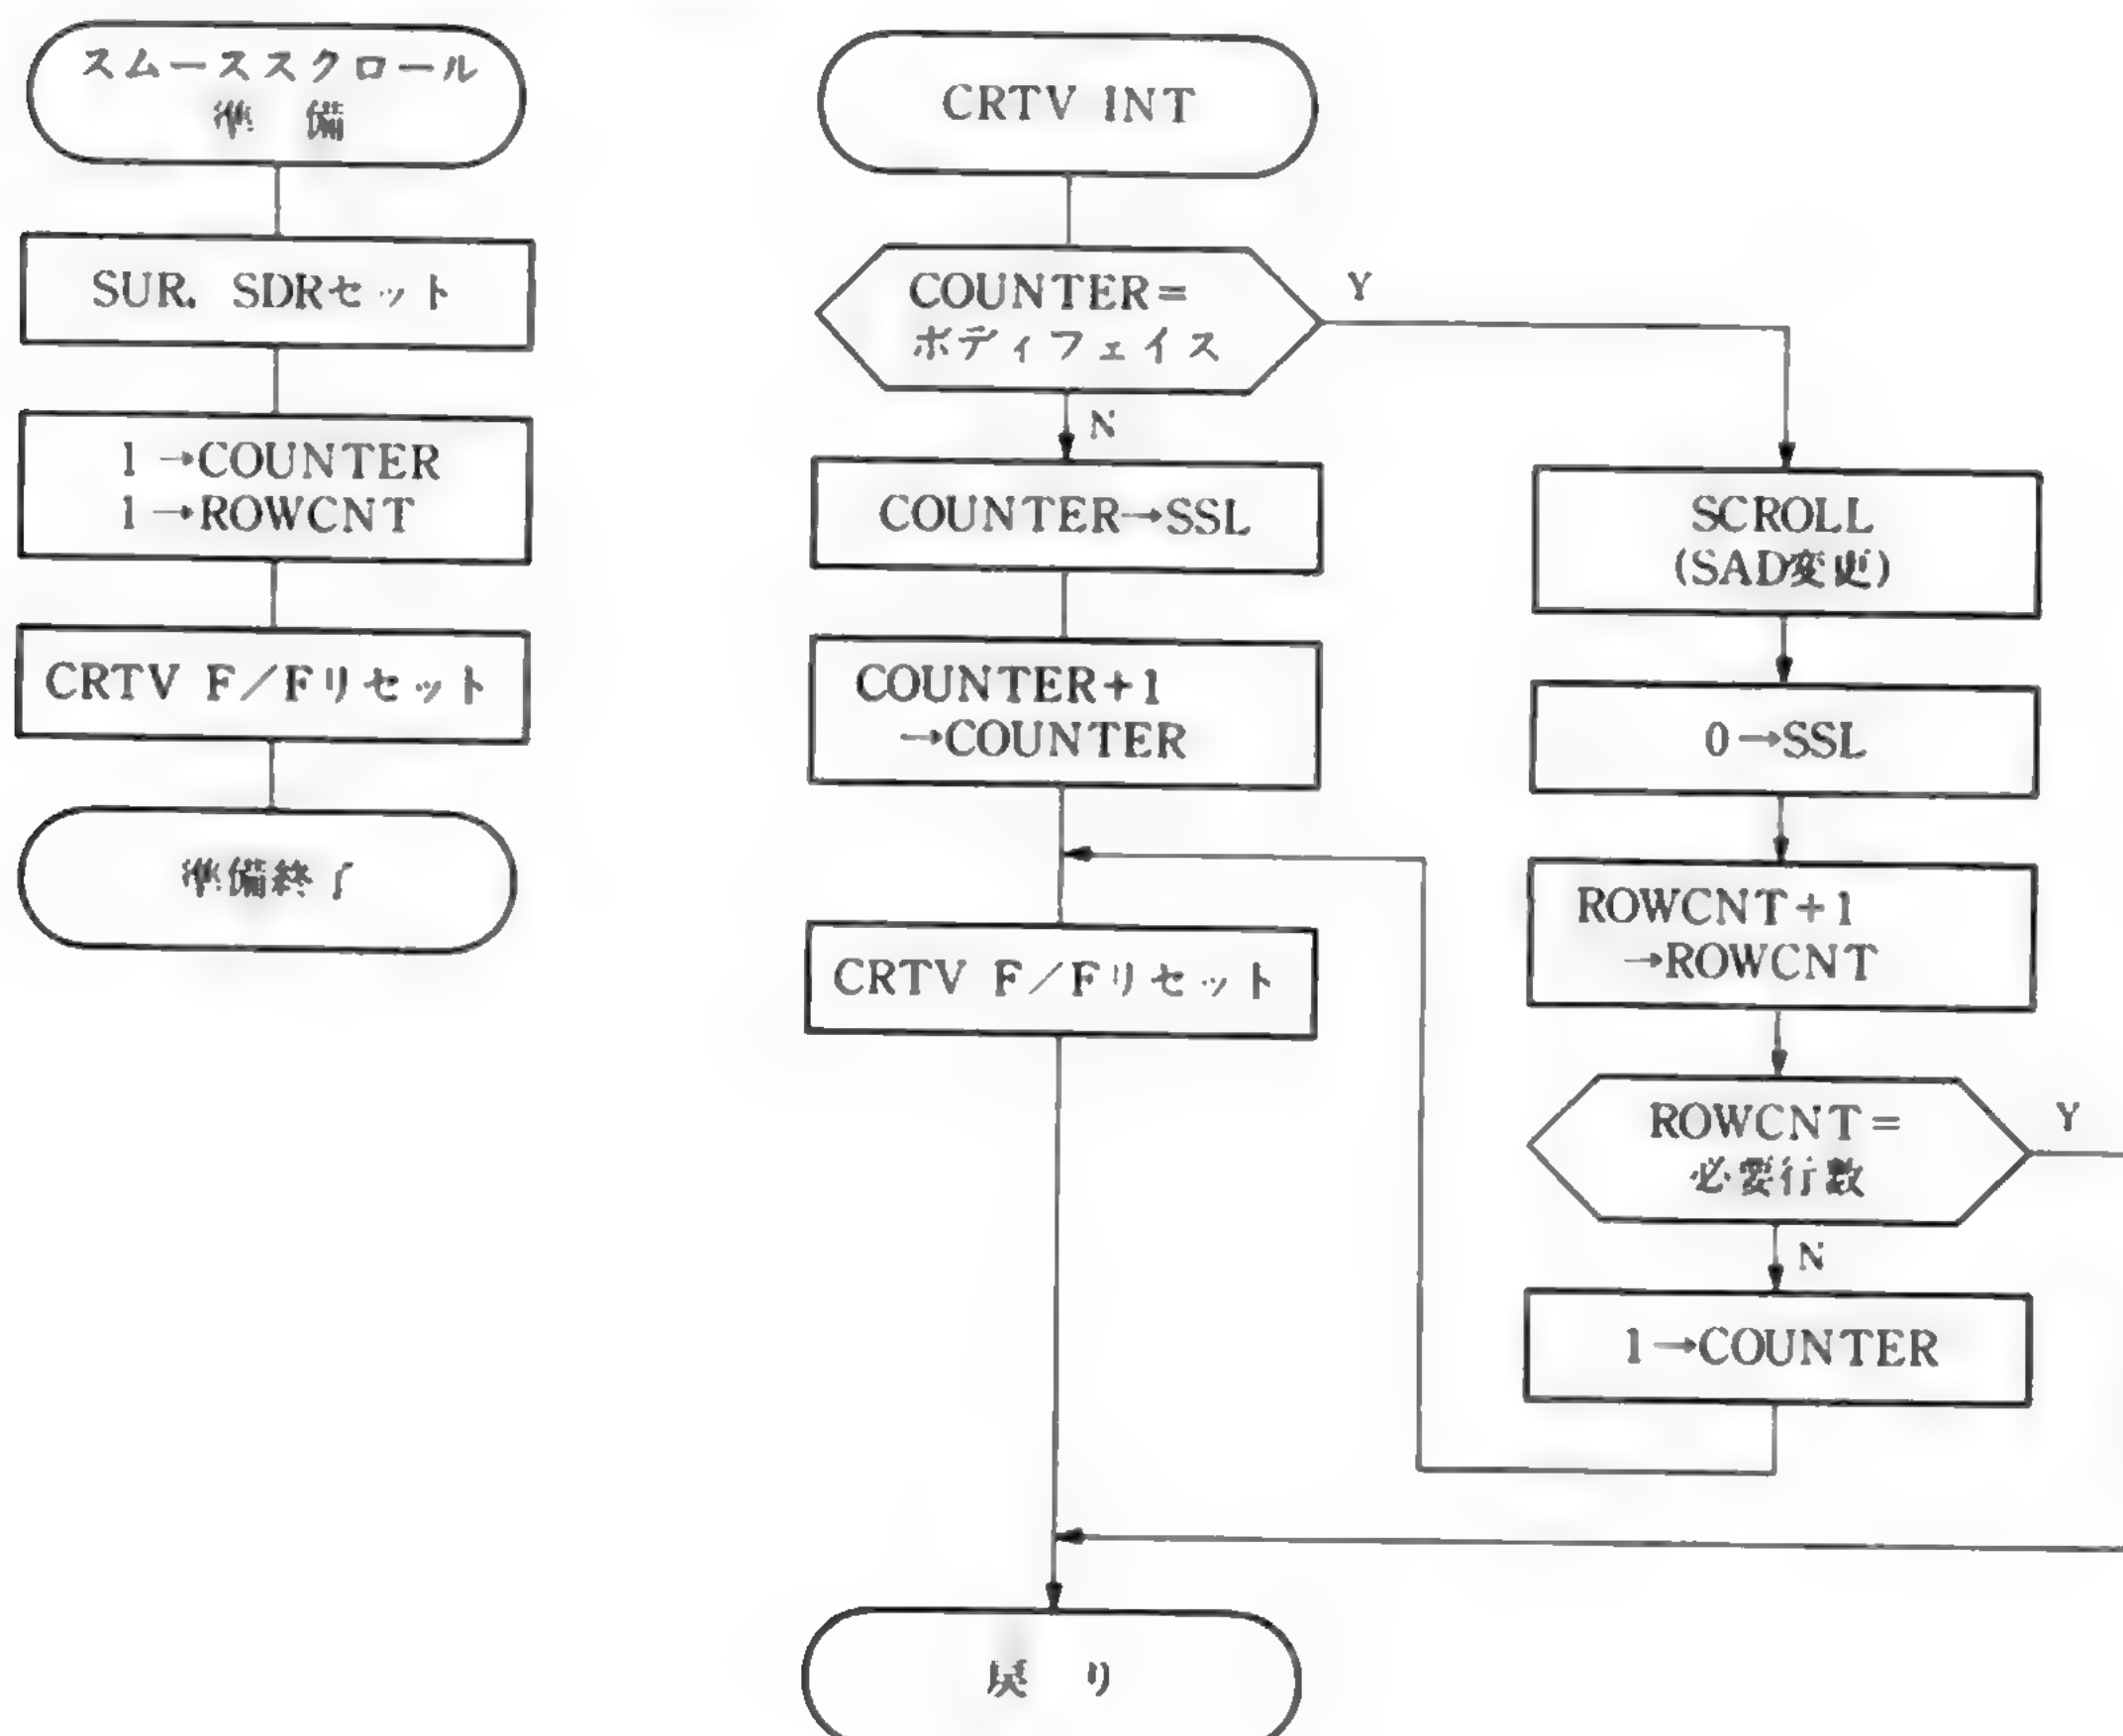 スムーススクロール
準 備
SUR. SDRセット
1→COUNTER
1→ROWCNT
CRTV F/Fリセット
準備終了
CRTV INT
COUNTER=
ボディフェイス
Y
N
COUNTER→SSL
COUNTER+1
→COUNTER
CRTV F/Fリセット
戻 り
SCROLL
(SAD変更)
0→SSL
ROWCNT+1
→ROWCNT
ROWCNT=
必要行数
Y
N
1→COUNTER